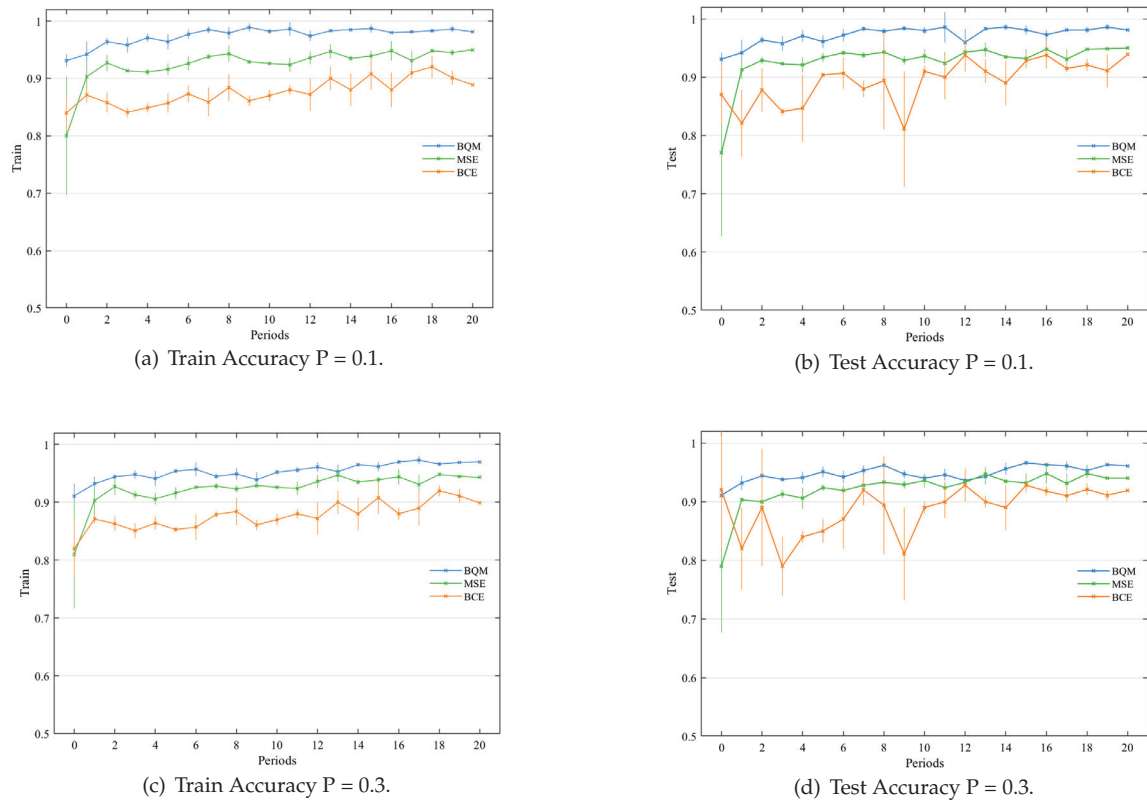 1
0.9
0.8
0.7
0.6
0.5
Train
BQM
MSE
BCE
0 2 4 6 8 10 12 14 16 18 20
Periods
(a) Train Accuracy P = 0.1.
1
0.9
0.8
0.7
0.6
0.5
Test
BQM
MSE
BCE
0 2 4 6 8 10 12 14 16 18 20
Periods
(b) Test Accuracy P = 0.1.
1
0.9
0.8
0.7
0.6
0.5
Train
BQM
MSE
BCE
0 2 4 6 8 10 12 14 16 18 20
Periods
(c) Train Accuracy P = 0.3.
1
0.9
0.8
0.7
0.6
0.5
Test
BQM
MSE
BCE
0 2 4 6 8 10 12 14 16 18 20
Periods
(d) Test Accuracy P = 0.3.